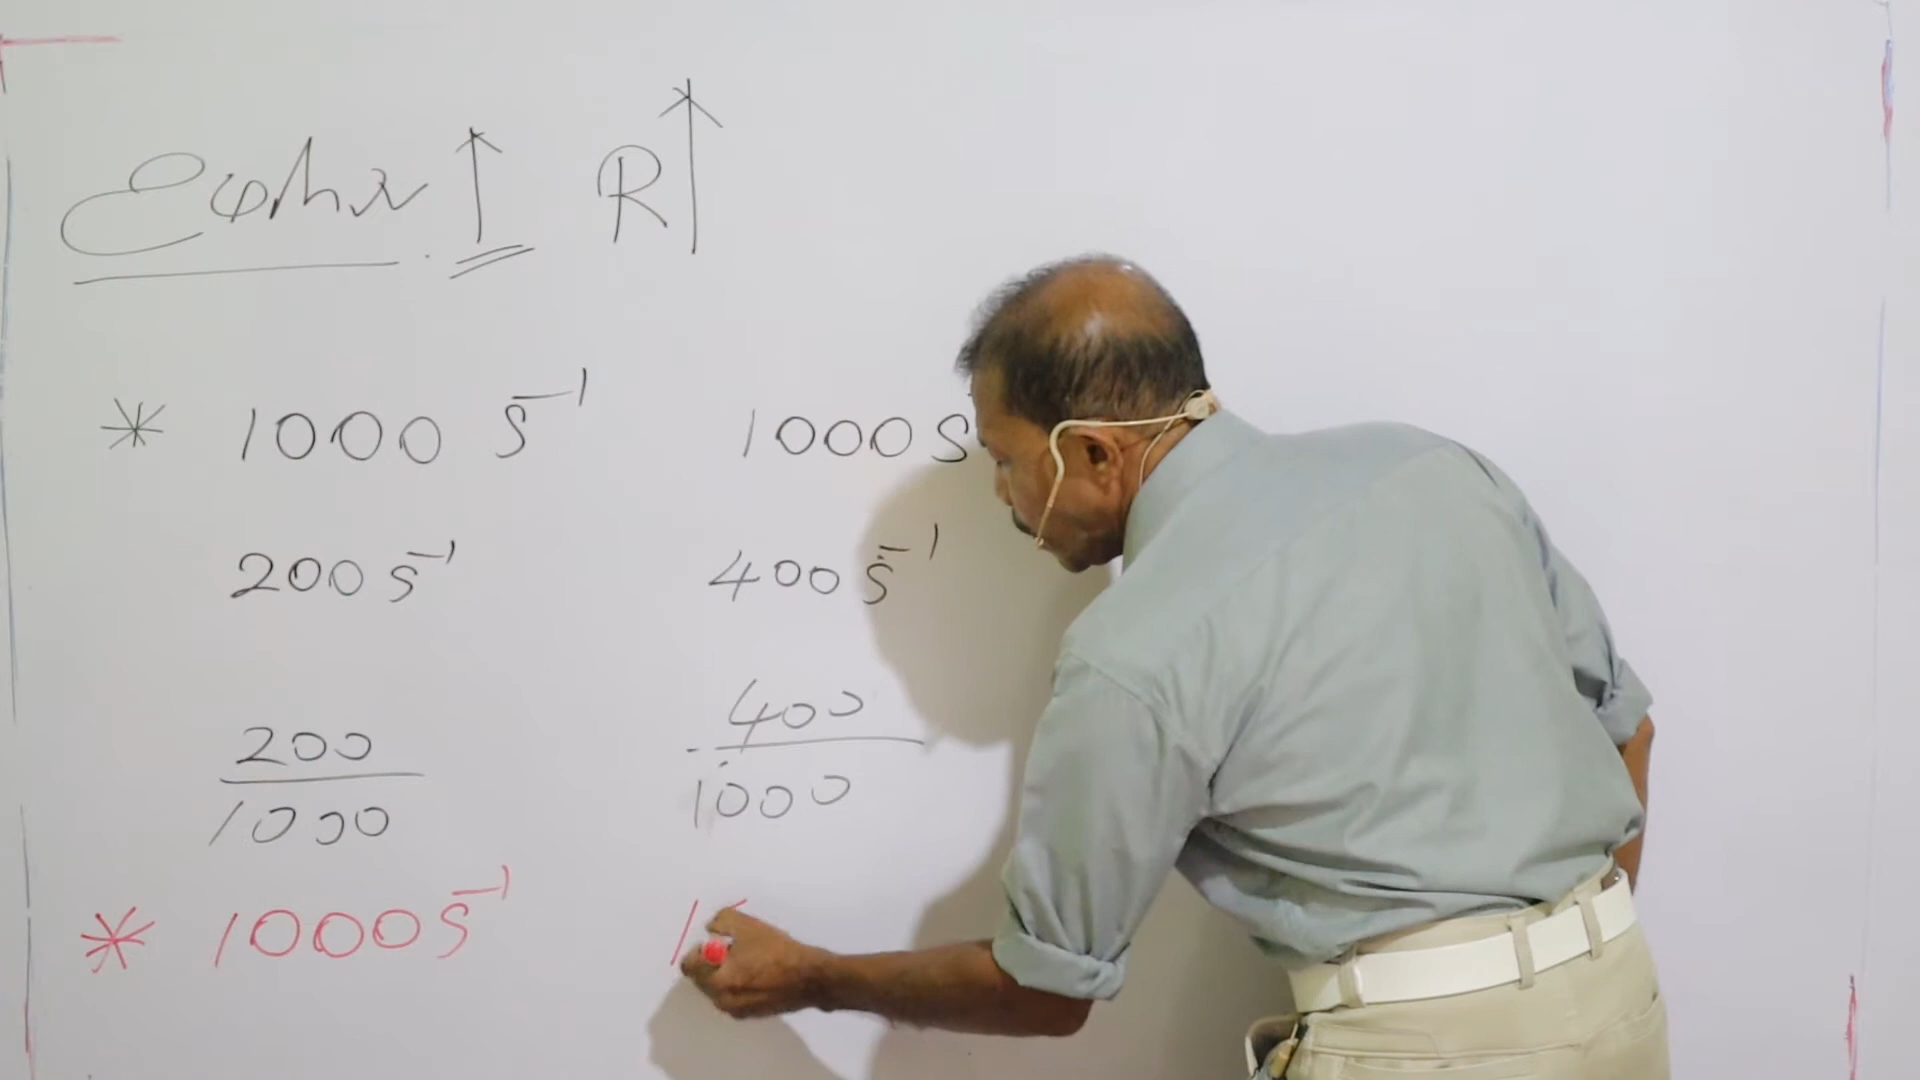 ↑ R ↑
* 1000 s⁻¹ 1000 s
200 s⁻¹ 400 s⁻¹
200 400
1000 1000
* 1000 s⁻¹ 1